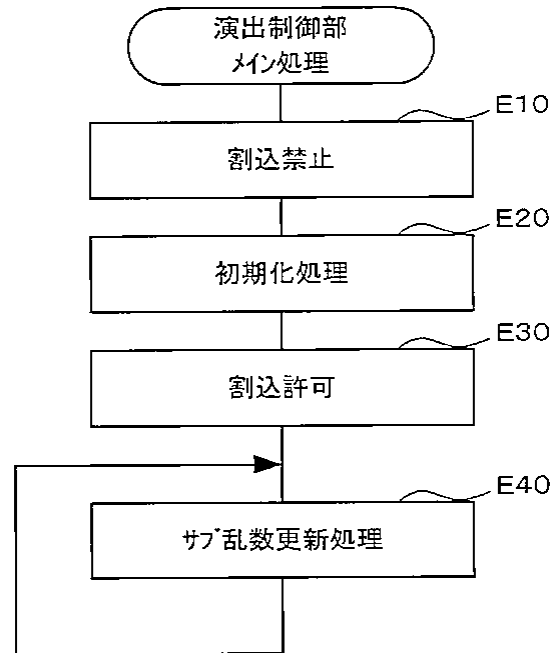 演出制御部
ﾒｲﾝ処理
E10
割込禁止
E20
初期化処理
E30
割込許可
E40
ｻﾌﾞ乱数更新処理